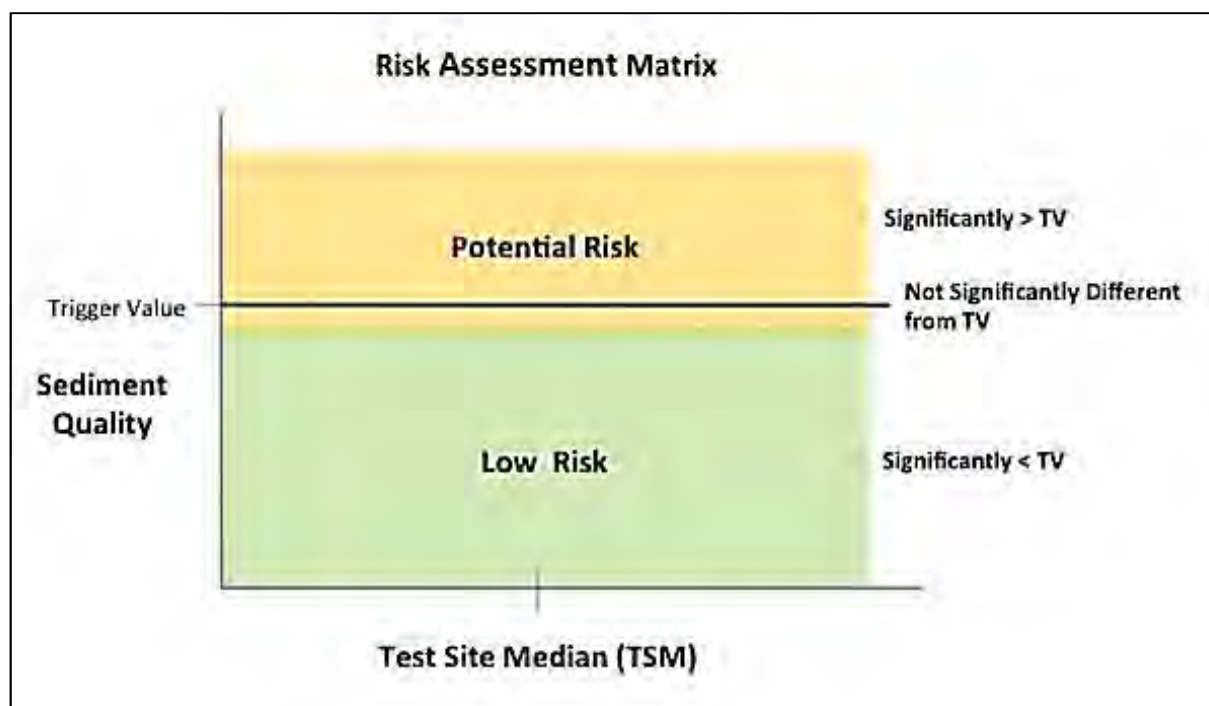 Risk Assessment Matrix
Significantly > TV
Potential Risk
Not Significantly Different
from TV
Trigger Value
Sediment
Quality
Low Risk
Significantly < TV
Test Site Median (TSM)